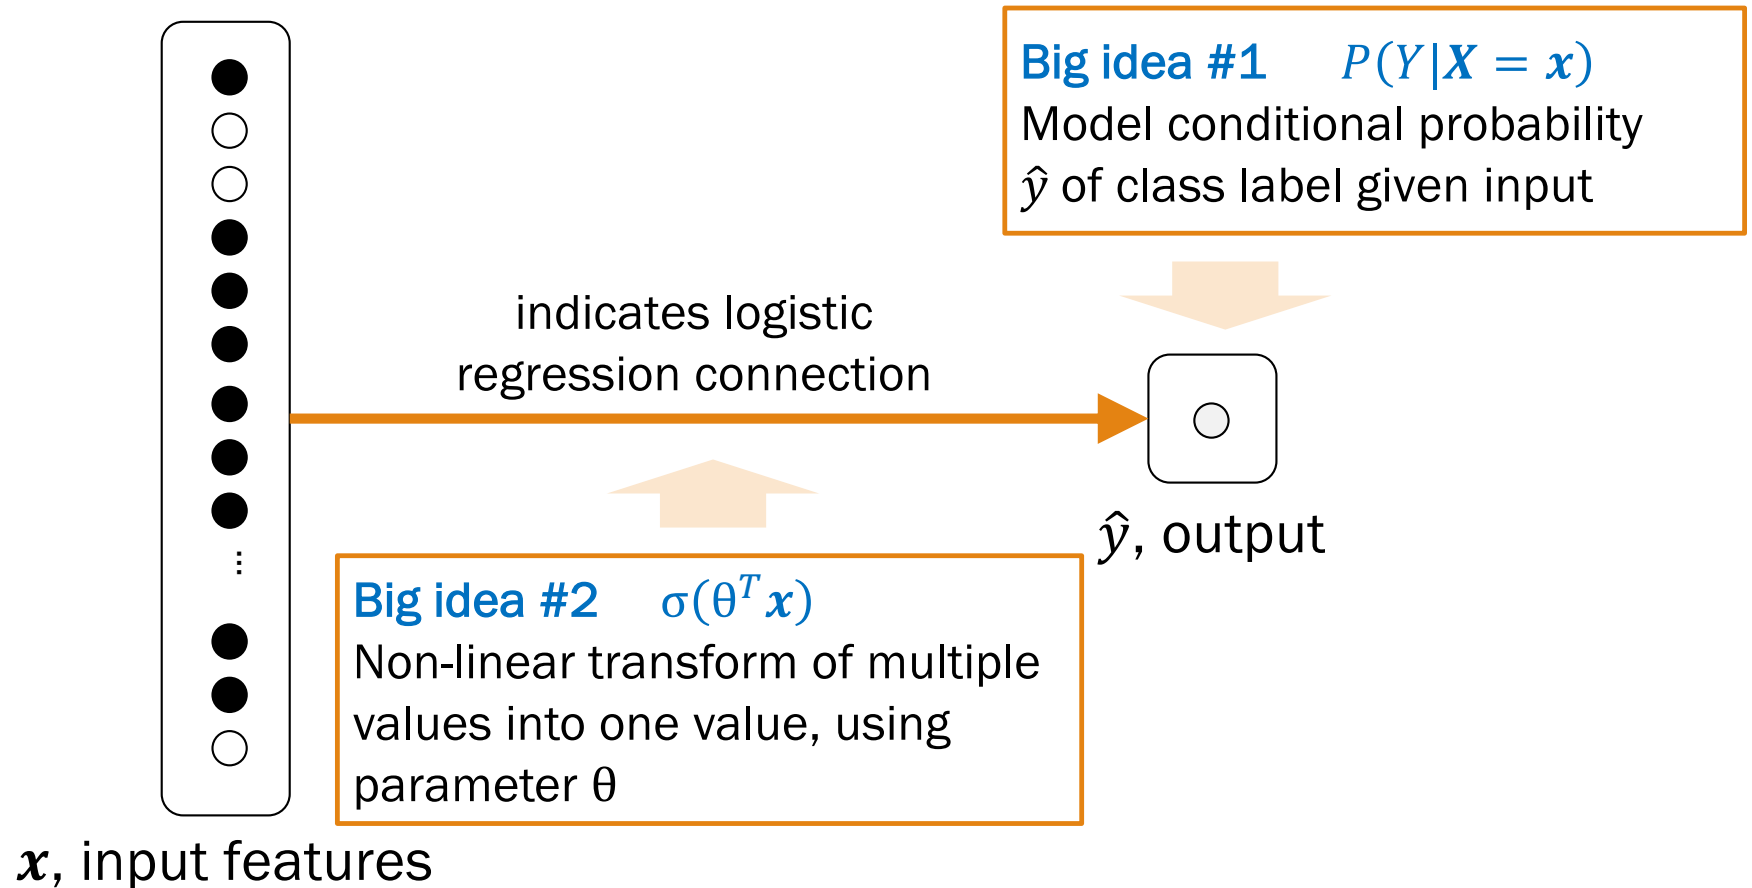 Big idea #1 P(Y|X = x)
Model conditional probability
ŷ of class label given input
indicates logistic
regression connection
ŷ, output
...
Big idea #2 σ(θᵀx)
Non-linear transform of multiple
values into one value, using
parameter θ
x, input features